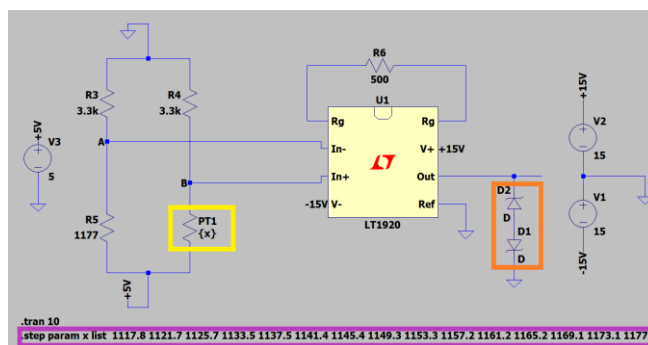 R6
500
R3
3.3k
R4
3.3k
U1
+15V
+5V
V3
5
A
B
Rg
Rg
In-
V+
+15V
In+
Out
-15V
V-
Ref
LT1920
V2
15
V1
15
-15V
R5
1177
PT1
{x}
D2
D
D1
D
+5V
.tran 10
.step param x list 1117.8 1121.7 1125.7 1133.5 1137.5 1141.4 1145.4 1149.3 1153.3 1157.2 1161.2 1165.2 1169.1 1173.1 1177